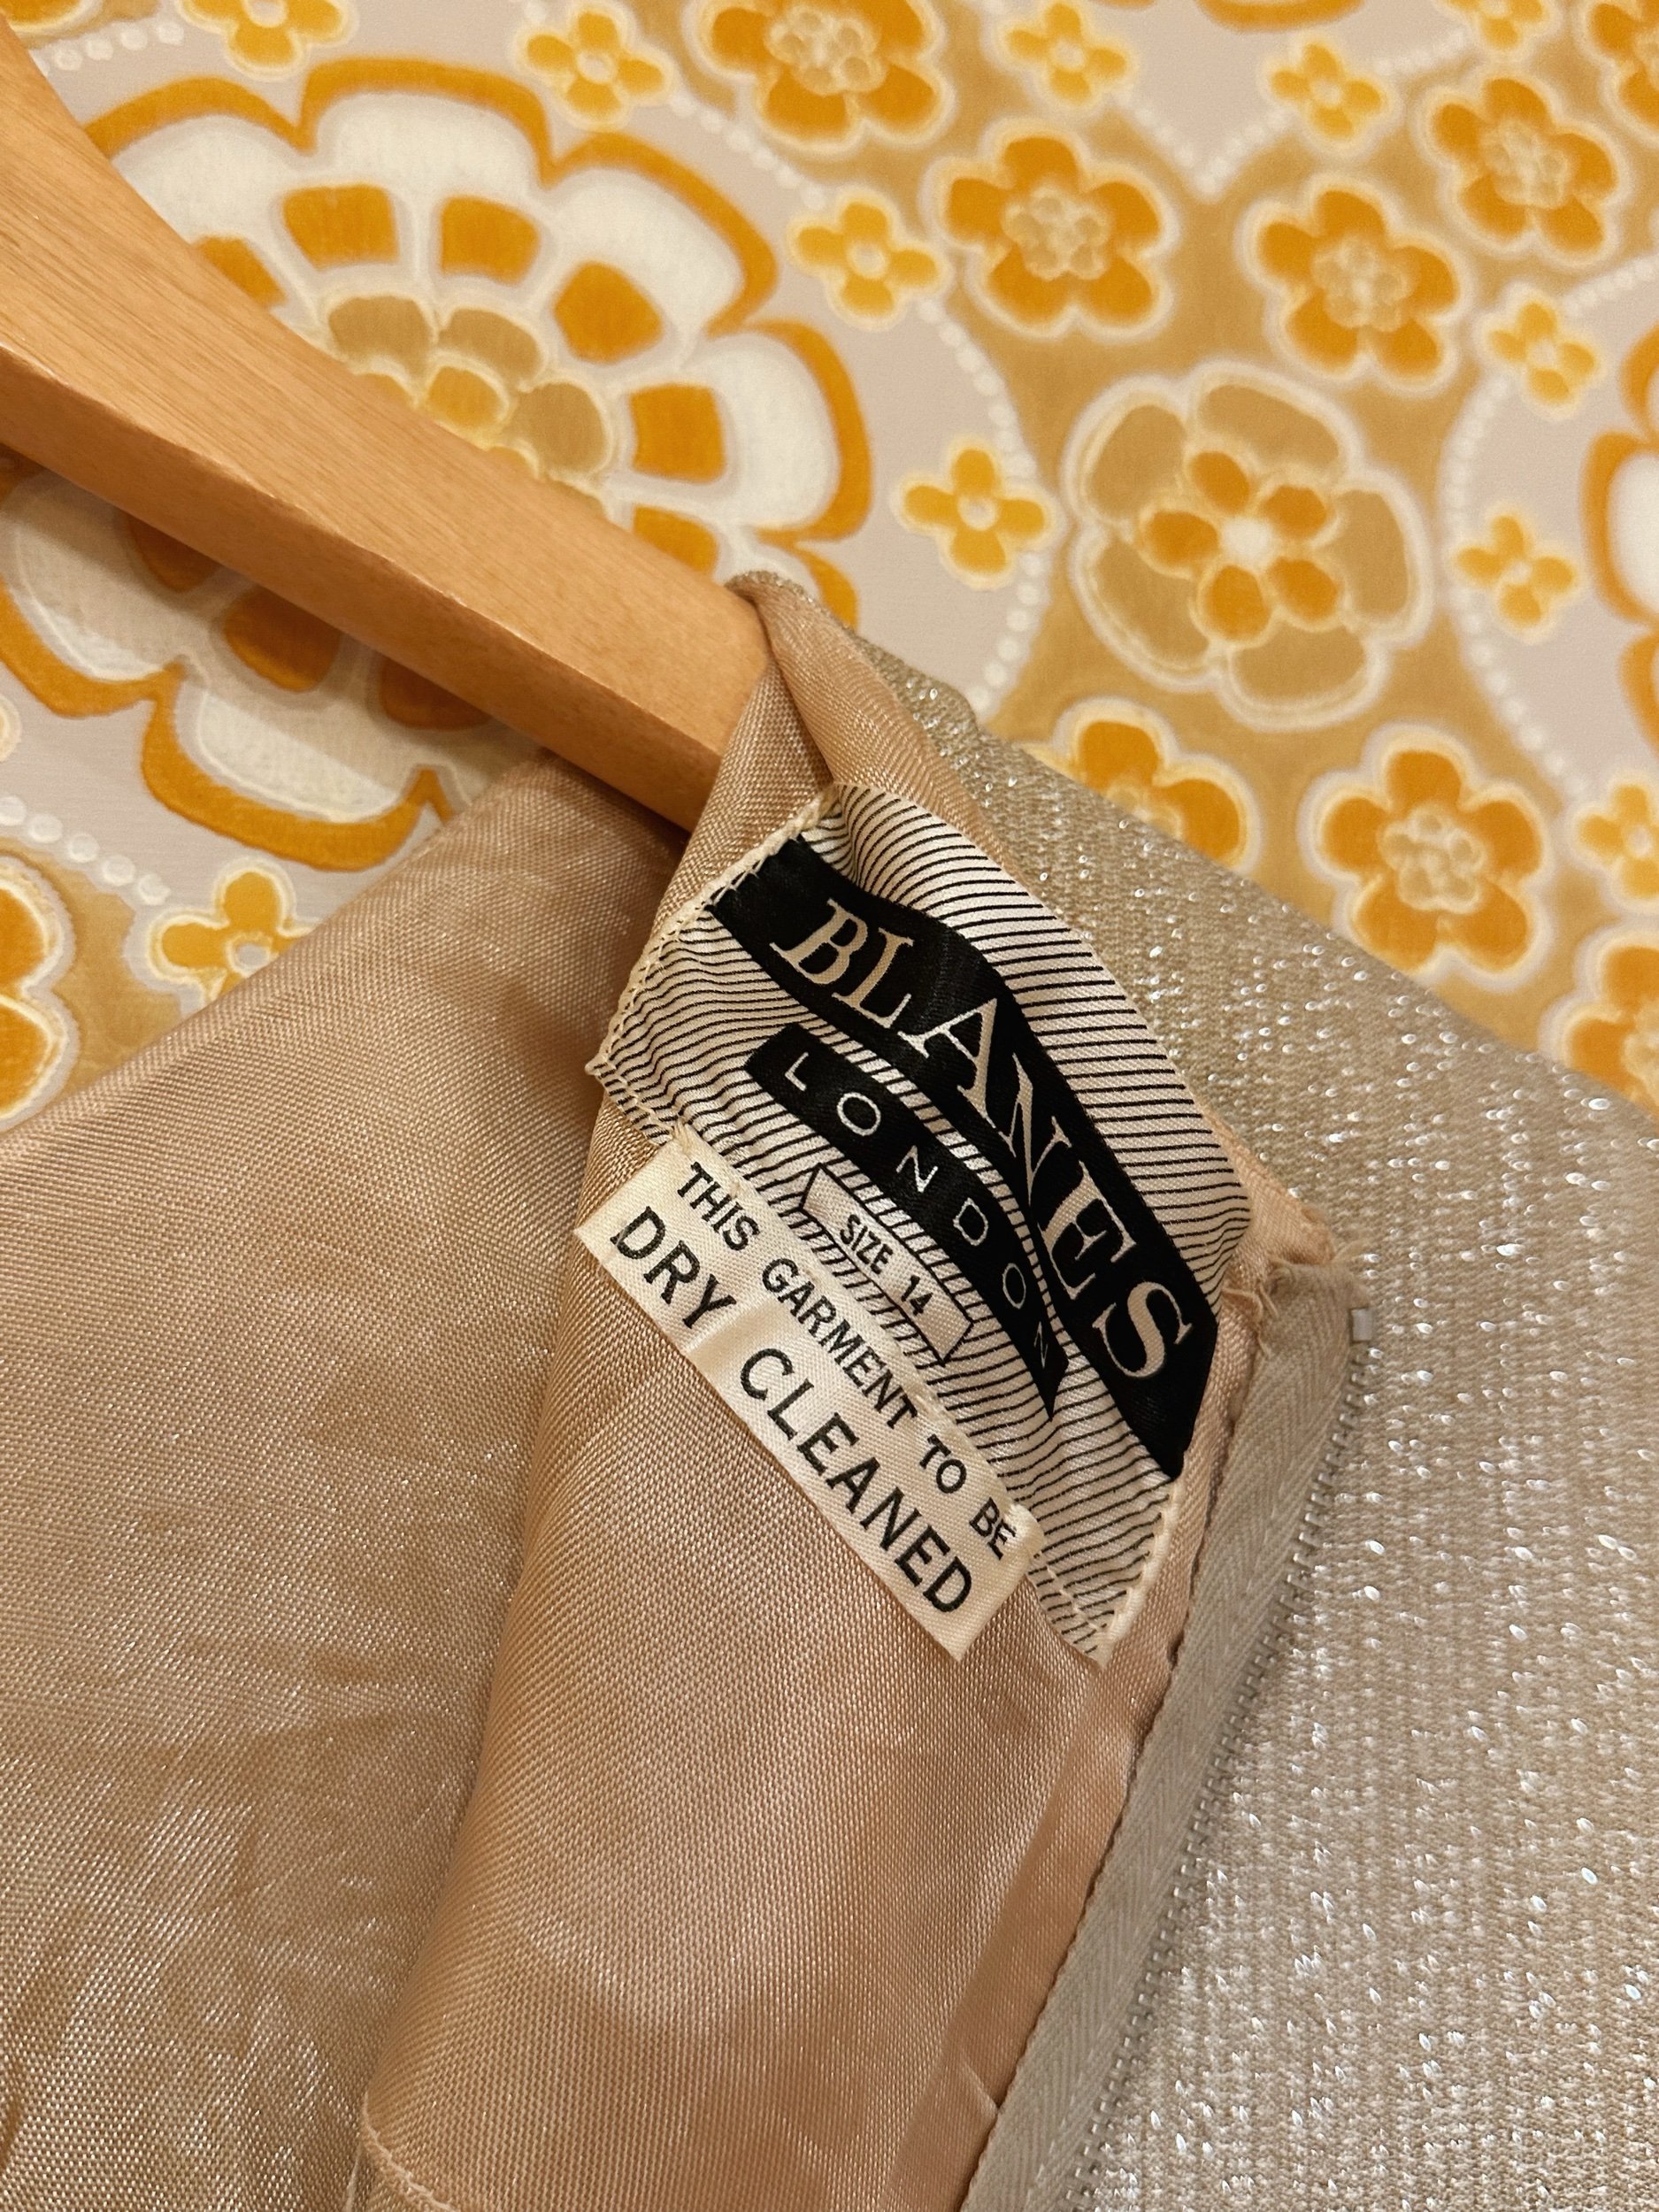 BLANES
LONDON
SIZE 14
THIS GARMENT TO BE
DRY CLEANED